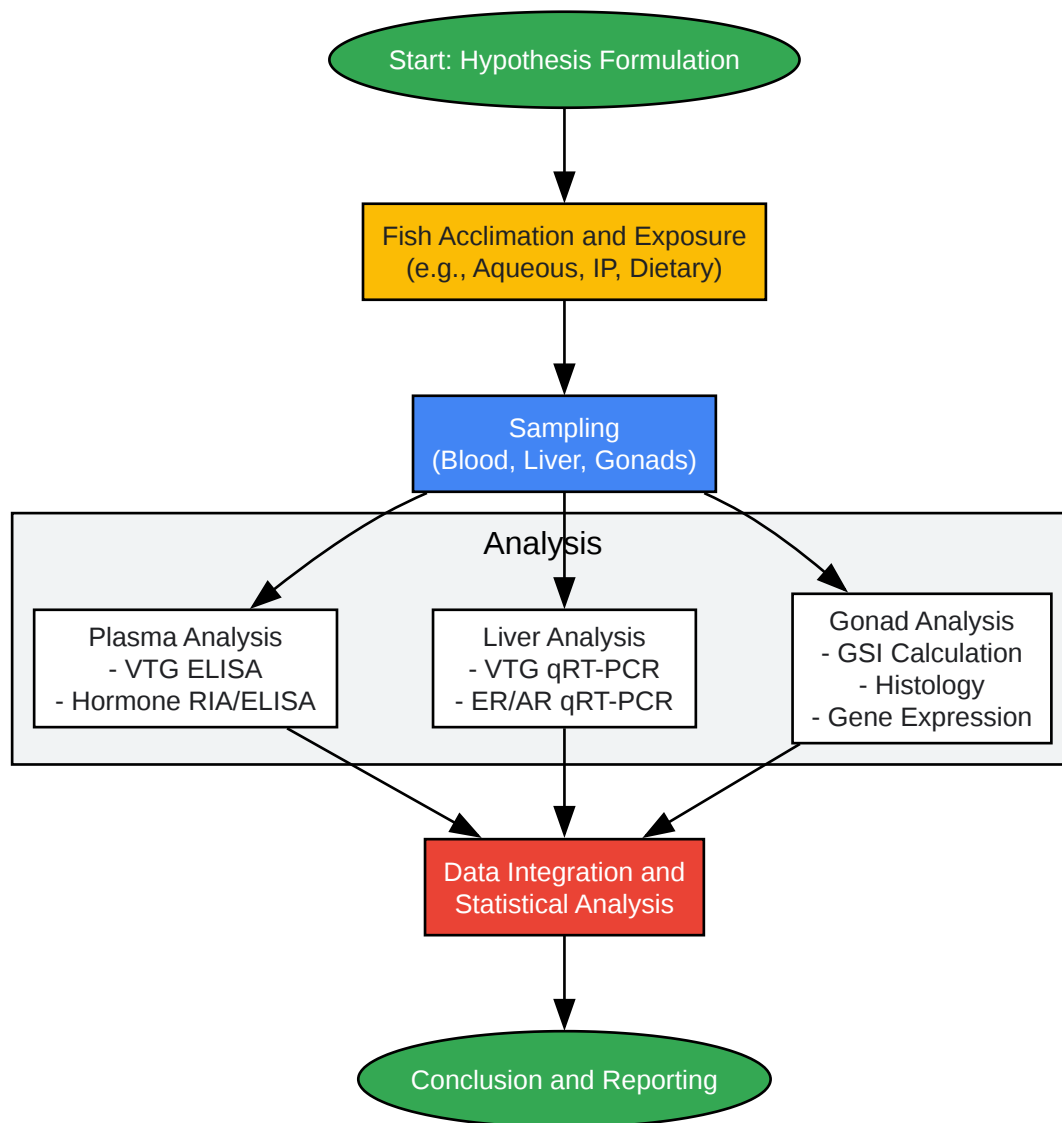 Start: Hypothesis Formulation
Fish Acclimation and Exposure
(e.g., Aqueous, IP, Dietary)
Sampling
(Blood, Liver, Gonads)
Analysis
Plasma Analysis
- VTG ELISA
- Hormone RIA/ELISA
Liver Analysis
- VTG qRT-PCR
- ER/AR qRT-PCR
Gonad Analysis
- GSI Calculation
- Histology
- Gene Expression
Data Integration and
Statistical Analysis
Conclusion and Reporting